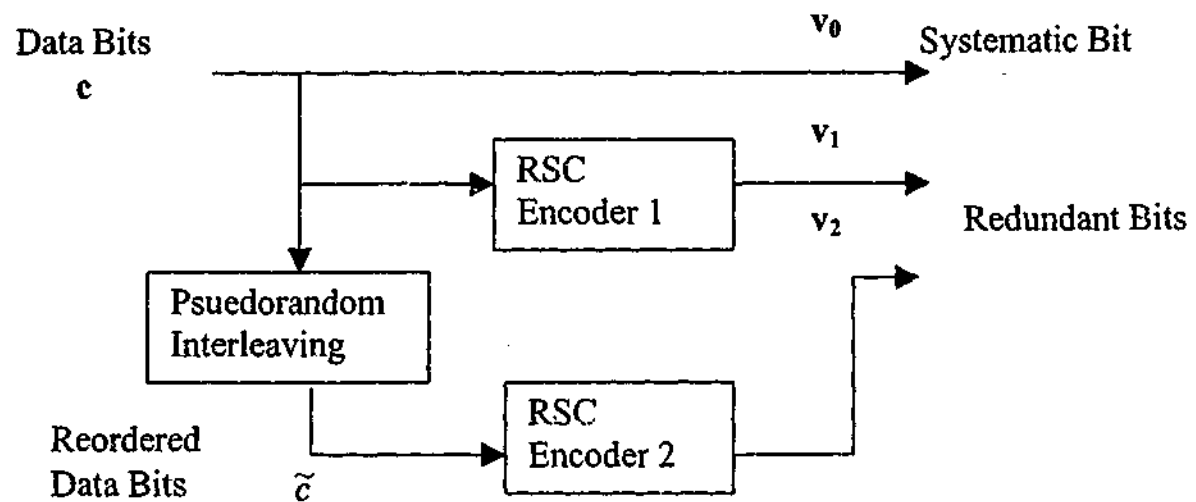 Data Bits
c
v₀
Systematic Bit
RSC
Encoder 1
v₁
v₂
Redundant Bits
Psuedorandom
Interleaving
RSC
Encoder 2
Reordered
Data Bits
c̃